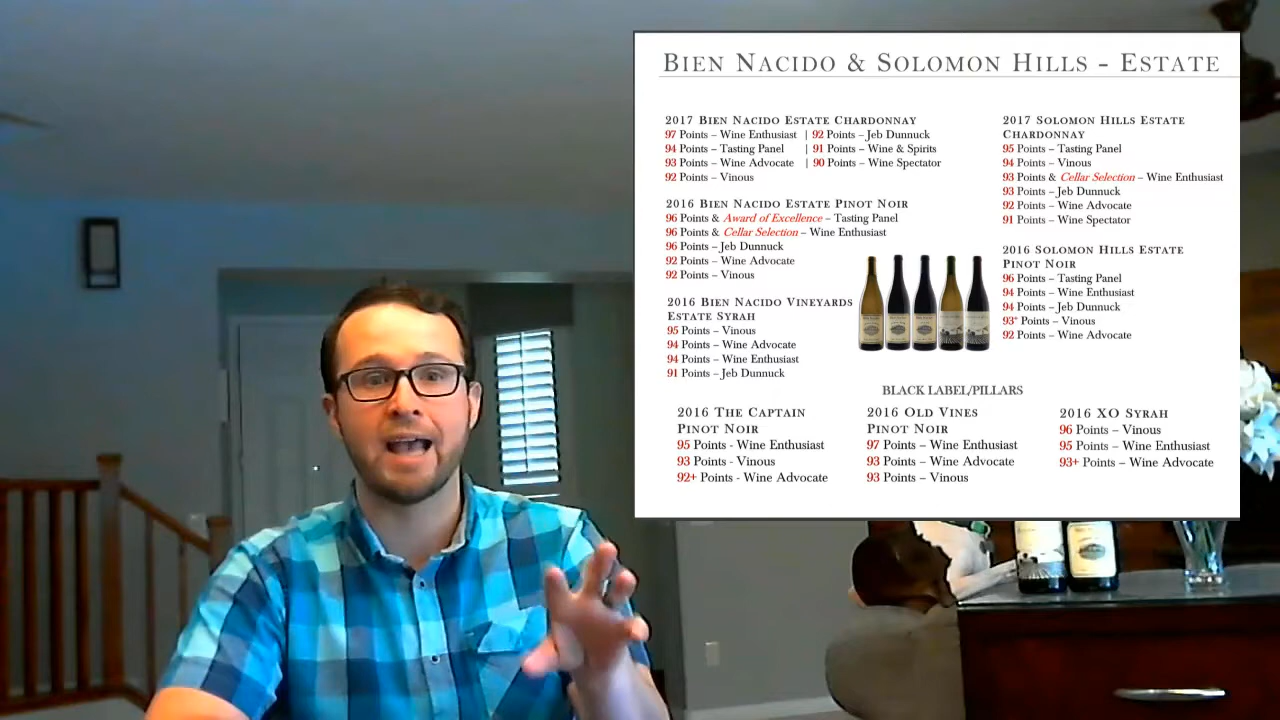 BIEN NACIDO & SOLOMON HILLS - ESTATE
2017 BIEN NACIDO ESTATE CHARDONNAY
97 Points – Wine Enthusiast | 92 Points – Jeb Dunnuck
94 Points – Tasting Panel | 91 Points – Wine & Spirits
93 Points – Wine Advocate | 90 Points – Wine Spectator
92 Points – Vinous
2016 BIEN NACIDO ESTATE PINOT NOIR
96 Points & Award of Excellence – Tasting Panel
96 Points & Cellar Selection – Wine Enthusiast
96 Points – Jeb Dunnuck
92 Points – Wine Advocate
92 Points – Vinous
2016 BIEN NACIDO VINEYARDS
ESTATE SYRAH
95 Points – Vinous
94 Points – Wine Advocate
94 Points – Wine Enthusiast
91 Points – Jeb Dunnuck
2017 SOLOMON HILLS ESTATE
CHARDONNAY
95 Points – Tasting Panel
94 Points – Vinous
93 Points & Cellar Selection – Wine Enthusiast
93 Points – Jeb Dunnuck
92 Points – Wine Advocate
91 Points – Wine Spectator
2016 SOLOMON HILLS ESTATE
PINOT NOIR
96 Points – Tasting Panel
94 Points – Wine Enthusiast
94 Points – Jeb Dunnuck
93+ Points – Vinous
92 Points – Wine Advocate
BLACK LABEL/PILLARS
2016 THE CAPTAIN
PINOT NOIR
95 Points - Wine Enthusiast
93 Points - Vinous
92+ Points - Wine Advocate
2016 OLD VINES
PINOT NOIR
97 Points – Wine Enthusiast
93 Points – Wine Advocate
93 Points – Vinous
2016 XO SYRAH
96 Points – Vinous
95 Points – Wine Enthusiast
93+ Points – Wine Advocate